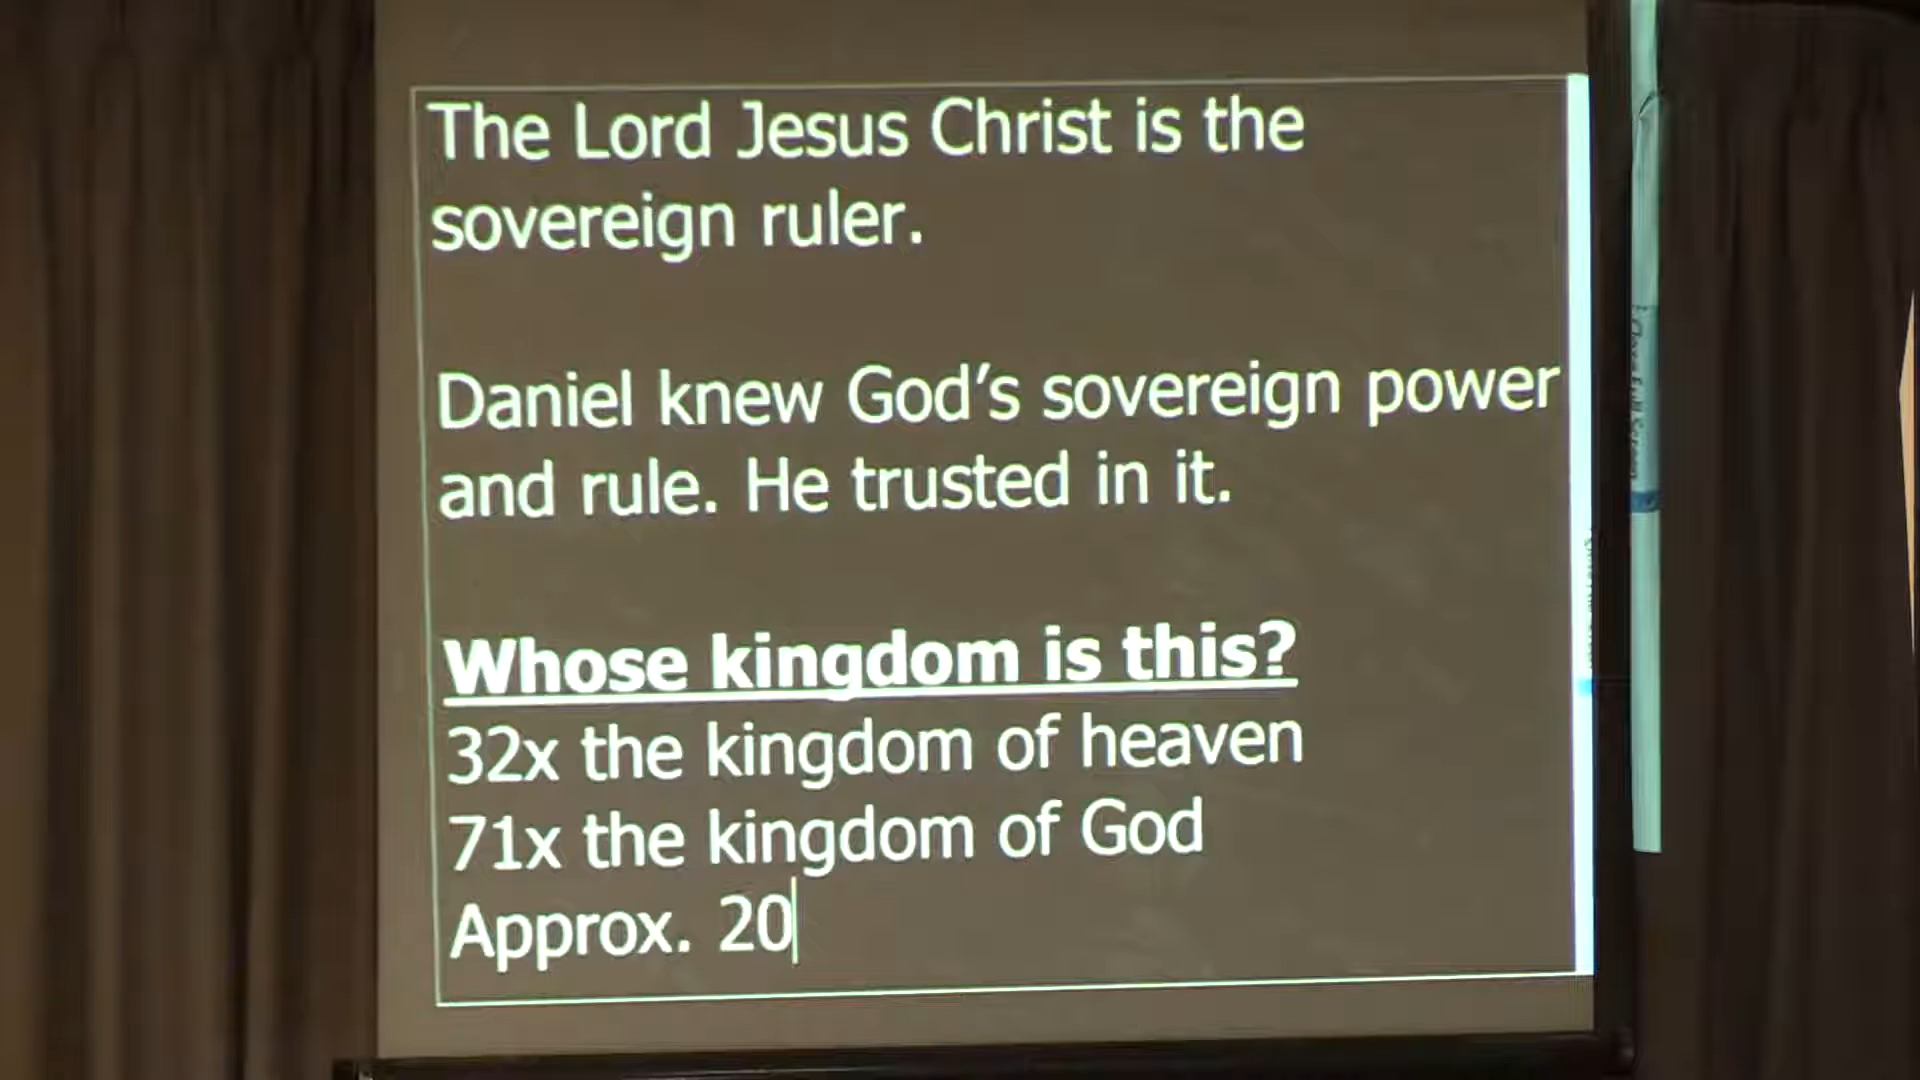 The Lord Jesus Christ is the
sovereign ruler.
Daniel knew God's sovereign power
and rule. He trusted in it.
Whose kingdom is this?
32x the kingdom of heaven
71x the kingdom of God
Approx. 20